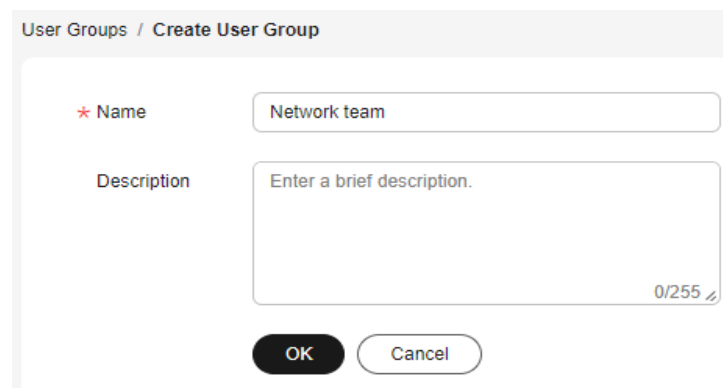 User Groups / Create User Group
* Name
Network team
Description
Enter a brief description.
0/255
OK
Cancel